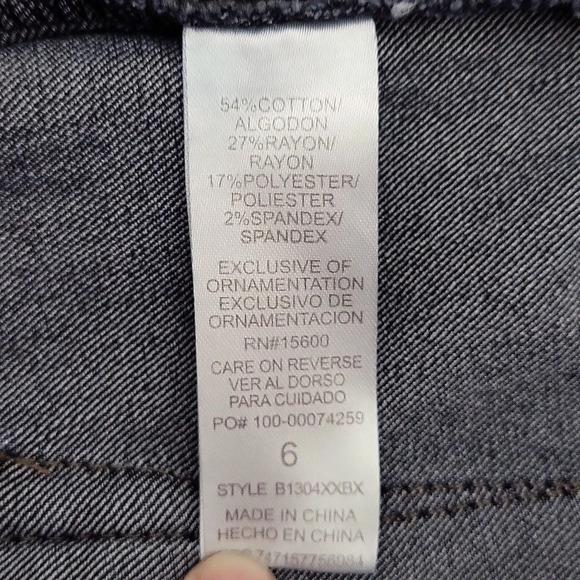 54%COTTON/
ALGODON
27%RAYON/
RAYON
17%POLYESTER/
POLIESTER
2%SPANDEX/
SPANDEX
EXCLUSIVE OF
ORNAMENTATION
EXCLUSIVO DE
ORNAMENTACION
RN#15600
CARE ON REVERSE
VER AL DORSO
PARA CUIDADO
PO# 100-00074259
6
STYLE B1304XXBX
MADE IN CHINA
HECHO EN CHINA